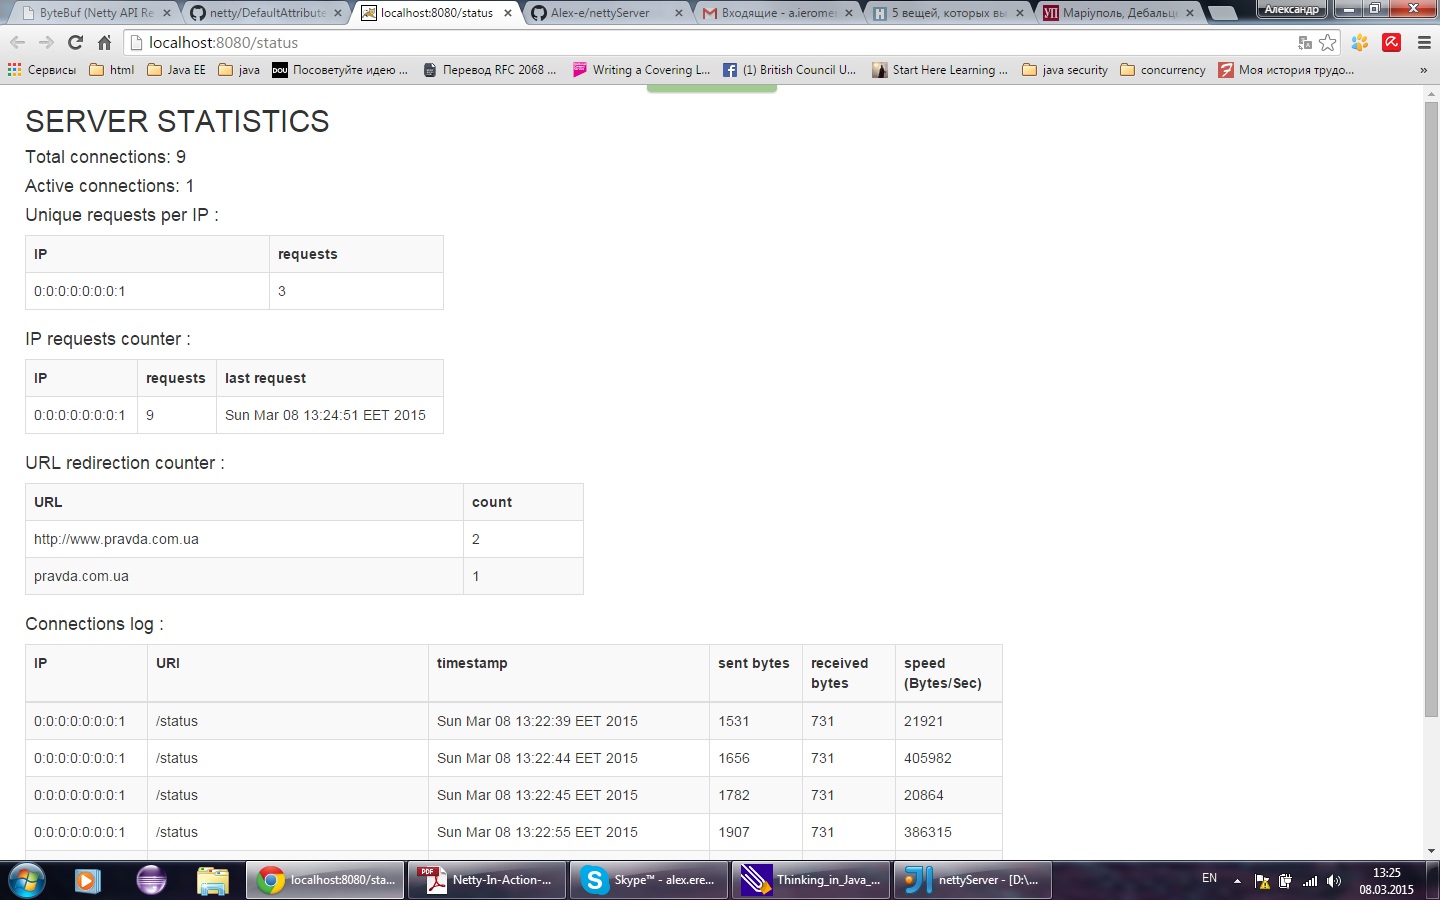 ByteBuf (Netty API Re
netty/DefaultAttribute
localhost:8080/status
Alex-e/nettyServer
Входящие - a.ierome
5 вещей, которых вы
Маріуполь, Дебальце
Александр
localhost:8080/status
Сервисы
html
Java EE
java
DOU
Посоветуйте идею ...
Перевод RFC 2068 ...
Writing a Covering L...
(1) British Council U...
Start Here Learning ...
java security
concurrency
Моя история трудо...
»
SERVER STATISTICS
Total connections: 9
Active connections: 1
Unique requests per IP :
IP requests
0:0:0:0:0:0:0:1 3
IP requests counter :
IP requests last request
0:0:0:0:0:0:0:1 9 Sun Mar 08 13:24:51 EET 2015
URL redirection counter :
URL count
http://www.pravda.com.ua 2
pravda.com.ua 1
Connections log :
IP URI timestamp sent bytes received bytes speed (Bytes/Sec)
0:0:0:0:0:0:0:1 /status Sun Mar 08 13:22:39 EET 2015 1531 731 21921
0:0:0:0:0:0:0:1 /status Sun Mar 08 13:22:44 EET 2015 1656 731 405982
0:0:0:0:0:0:0:1 /status Sun Mar 08 13:22:45 EET 2015 1782 731 20864
0:0:0:0:0:0:0:1 /status Sun Mar 08 13:22:55 EET 2015 1907 731 386315
localhost:8080/sta...
PDF
Netty-In-Action-...
Skype™ - alex.ere...
Thinking_in_Java_...
nettyServer - [D:\...
EN
13:25
08.03.2015